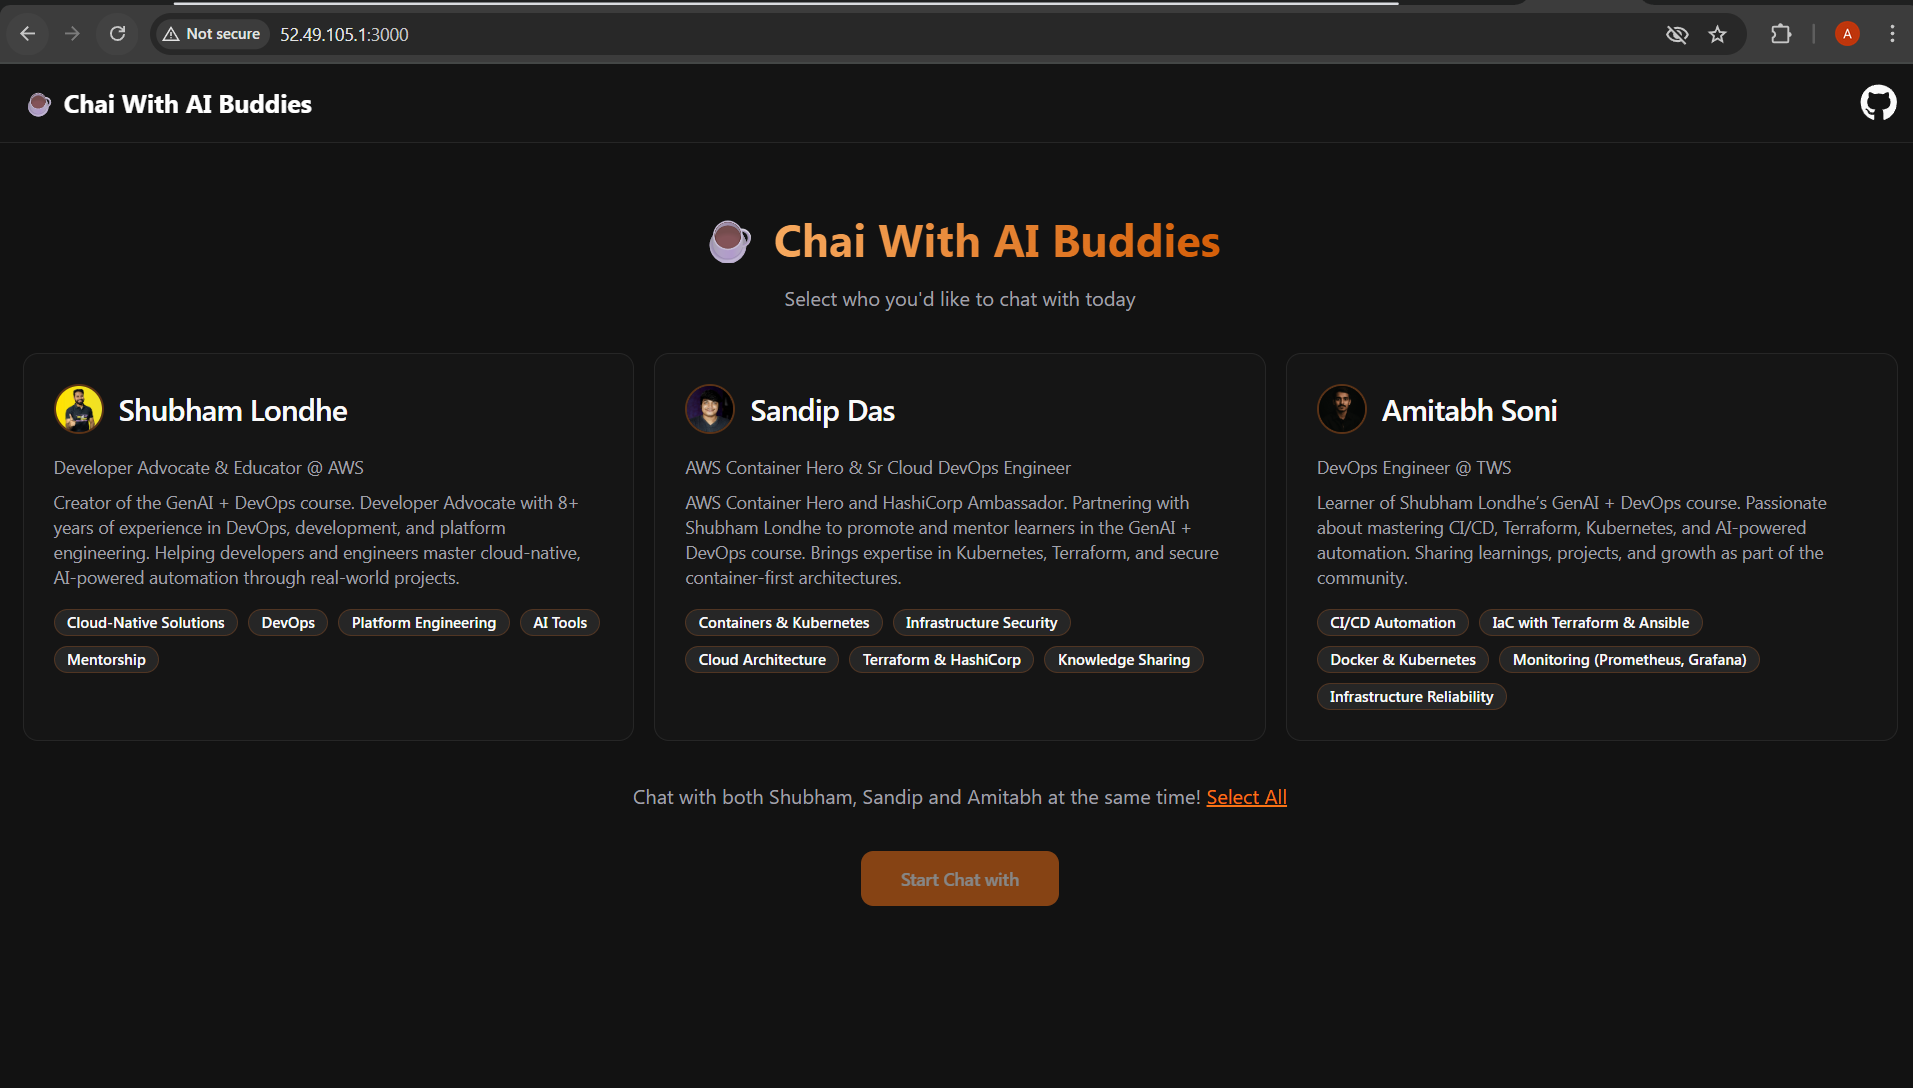 Not secure 52.49.105.1:3000
A
Chai With AI Buddies
Chai With AI Buddies
Select who you'd like to chat with today
Shubham Londhe
Developer Advocate & Educator @ AWS
Creator of the GenAI + DevOps course. Developer Advocate with 8+
years of experience in DevOps, development, and platform
engineering. Helping developers and engineers master cloud-native,
AI-powered automation through real-world projects.
Cloud-Native Solutions DevOps Platform Engineering AI Tools
Mentorship
Sandip Das
AWS Container Hero & Sr Cloud DevOps Engineer
AWS Container Hero and HashiCorp Ambassador. Partnering with
Shubham Londhe to promote and mentor learners in the GenAI +
DevOps course. Brings expertise in Kubernetes, Terraform, and secure
container-first architectures.
Containers & Kubernetes Infrastructure Security
Cloud Architecture Terraform & HashiCorp Knowledge Sharing
Amitabh Soni
DevOps Engineer @ TWS
Learner of Shubham Londhe’s GenAI + DevOps course. Passionate
about mastering CI/CD, Terraform, Kubernetes, and AI-powered
automation. Sharing learnings, projects, and growth as part of the
community.
CI/CD Automation IaC with Terraform & Ansible
Docker & Kubernetes Monitoring (Prometheus, Grafana)
Infrastructure Reliability
Chat with both Shubham, Sandip and Amitabh at the same time! Select All
Start Chat with